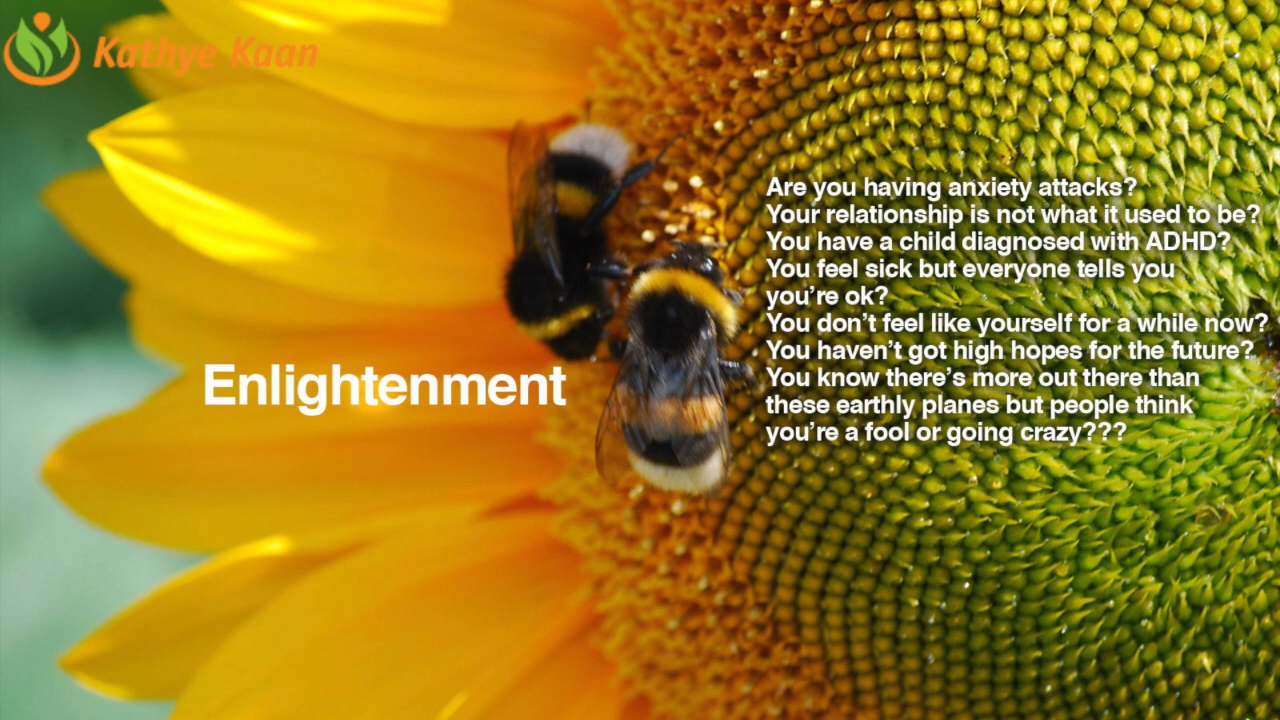 Kathye Kaan
Enlightenment
Are you having anxiety attacks?
Your relationship is not what it used to be?
You have a child diagnosed with ADHD?
You feel sick but everyone tells you
you're ok?
You don't feel like yourself for a while now?
You haven't got high hopes for the future?
You know there's more out there than
these earthly planes but people think
you're a fool or going crazy???